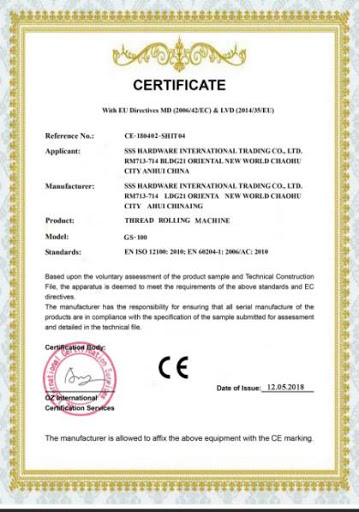 CERTIFICATE
With EU Directives MD (2006/42/EC) & LVD (2014/35/EU)
Reference No.: CE-180402-SHIT04
Applicant: SSS HARDWARE INTERNATIONAL TRADING CO., LTD.
RM713-714 BLDG21 ORIENTAL NEW WORLD CHAOHU
CITY ANHUI CHINA
Manufacturer: SSS HARDWARE INTERNATIONAL TRADING CO., LTD.
RM713-714 LDG21 ORIENTA NEW WORLD CHAOHU
CITY AHUI CHINAING
Product: THREAD ROLLING MACHINE
Model: GS-100
Standards: EN ISO 12100: 2010; EN 60204-1: 2006/AC: 2010
Based upon the voluntary assessment of the product sample and Technical Construction
File, the apparatus is deemed to meet the requirements of the above standards and EC
directives.
The manufacturer has the responsibility for ensuring that all serial manufacture of the
products are in compliance with the specification of the sample submitted for assessment
and detailed in the technical file.
Certification Body:
International Certification Services
CE
Date of Issue: 12.05.2018
OZ International
Certification Services
The manufacturer is allowed to affix the above equipment with the CE marking.